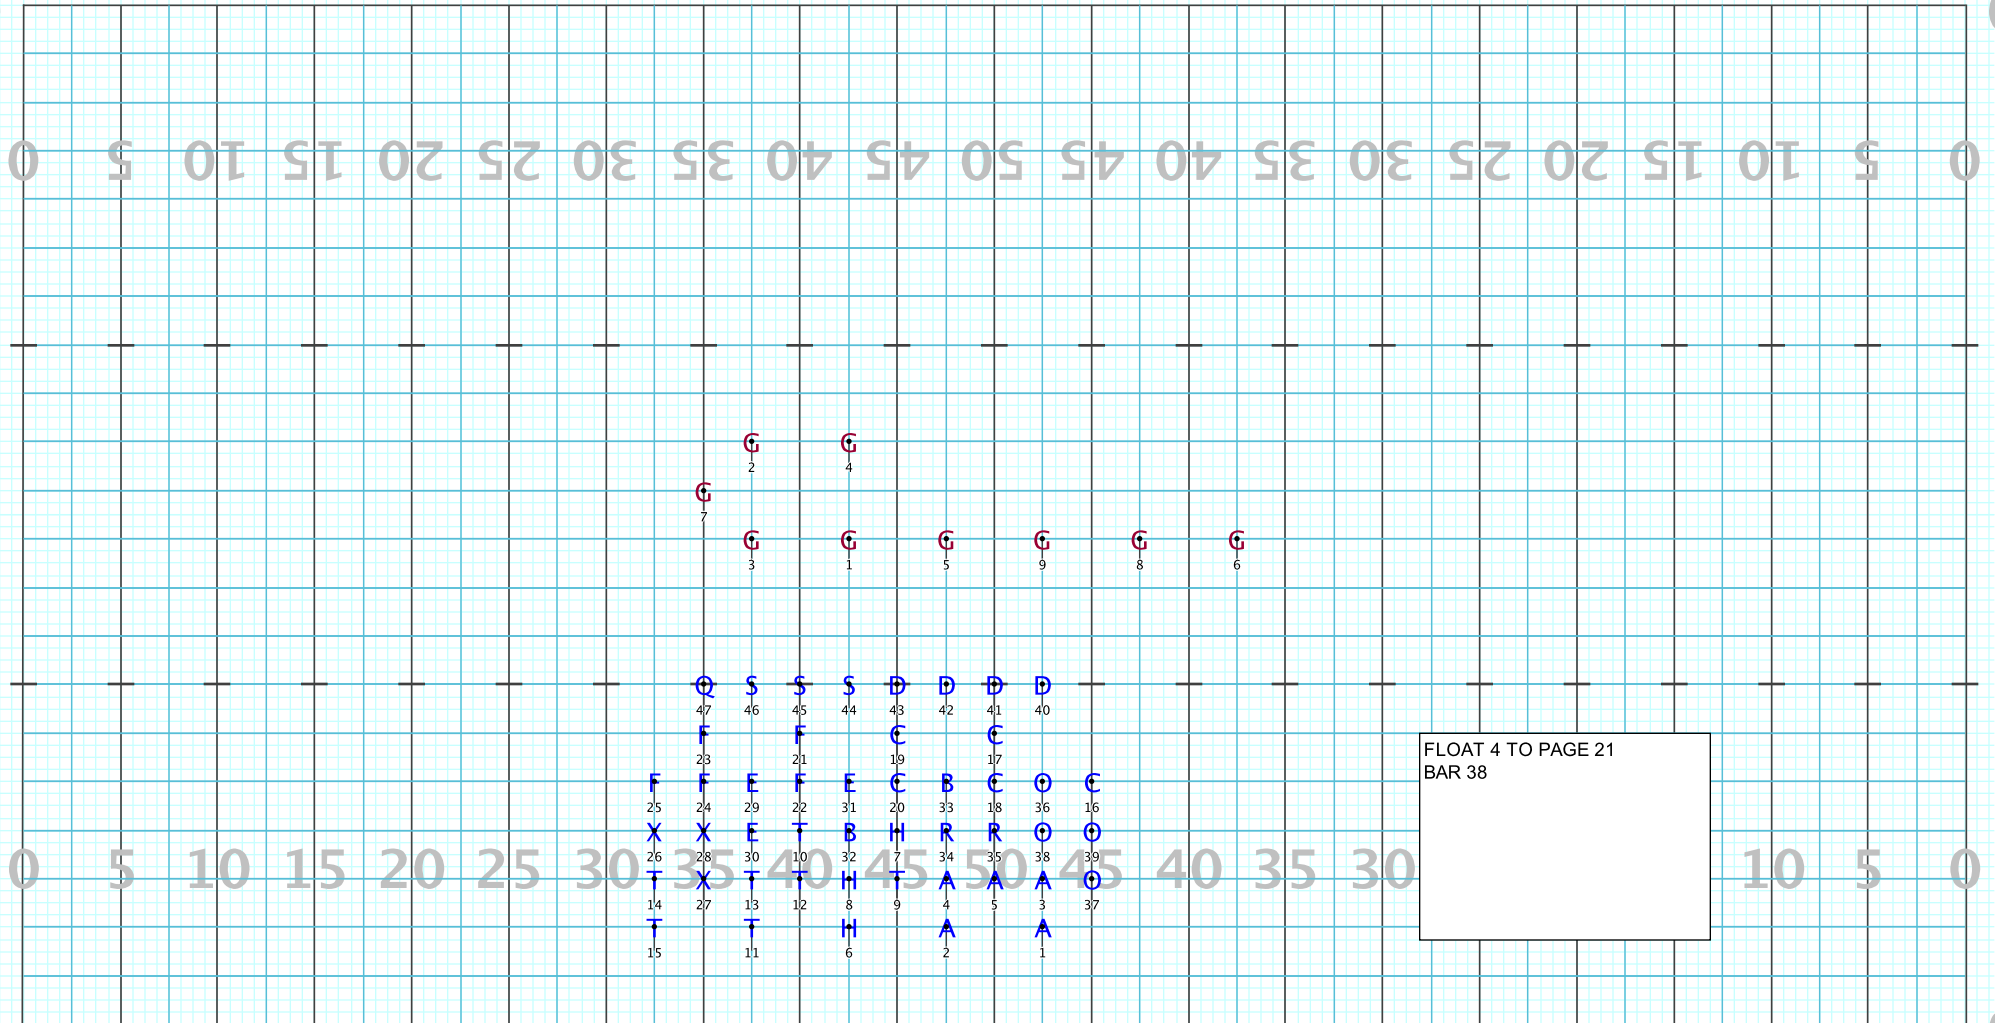 0 5 10 15 20 25 30 35 40 45 50 45 40 35 30 25 20 15 10 5 0
G G
2 4
G
7
G G G G G G
3 1 5 9 8 6
Q S S S D D D D
47 46 45 44 43 42 41 40
F F C C
23 21 19 17
FLOAT 4 TO PAGE 21
BAR 38
F F E F E C B C O C
25 24 29 22 31 20 33 18 36 16
X X E T B H R R O O
26 28 30 10 32 7 34 35 38 39
0 5 10 15 20 25 30 35 40 45 50 45 40 35 30 10 5 0
T X T T H T A A A O
14 27 13 12 8 9 4 5 3 37
T T H A A
15 11 6 2 1